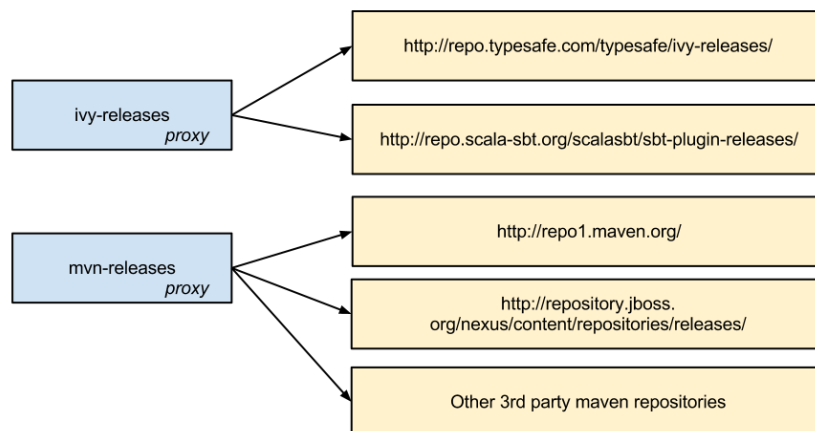 ivy-releases
proxy
http://repo.typesafe.com/typesafe/ivy-releases/
http://repo.scala-sbt.org/scalasbt/sbt-plugin-releases/
mvn-releases
proxy
http://repo1.maven.org/
http://repository.jboss.
org/nexus/content/repositories/releases/
Other 3rd party maven repositories